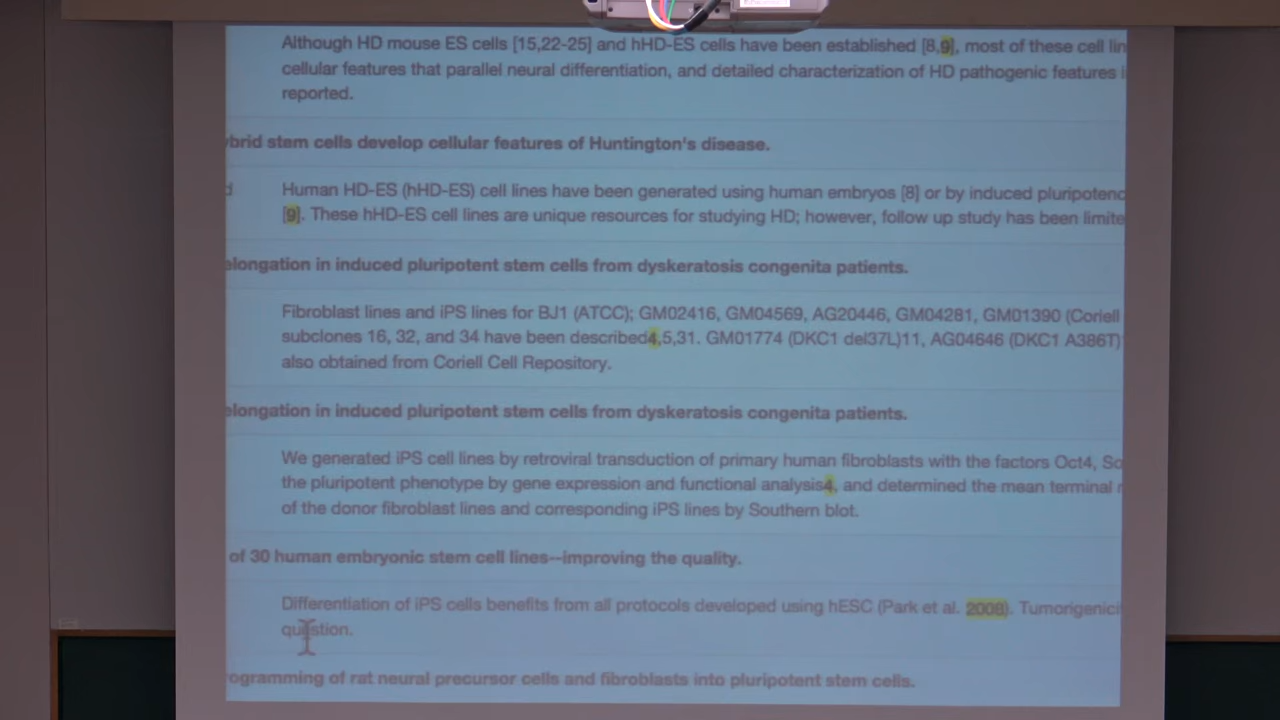 Although HD mouse ES cells [15,22-25] and hHD-ES cells have been established [8,9], most of these cell lin
cellular features that parallel neural differentiation, and detailed characterization of HD pathogenic features i
reported.
ybrid stem cells develop cellular features of Huntington's disease.
d Human HD-ES (hHD-ES) cell lines have been generated using human embryos [8] or by induced pluripotenc
[9]. These hHD-ES cell lines are unique resources for studying HD; however, follow up study has been limite
elongation in induced pluripotent stem cells from dyskeratosis congenita patients.
Fibroblast lines and iPS lines for BJ1 (ATCC); GM02416, GM04569, AG20446, GM04281, GM01390 (Coriell
subclones 16, 32, and 34 have been described4,5,31. GM01774 (DKC1 del37L)11, AG04646 (DKC1 A386T)
also obtained from Coriell Cell Repository.
elongation in induced pluripotent stem cells from dyskeratosis congenita patients.
We generated iPS cell lines by retroviral transduction of primary human fibroblasts with the factors Oct4, So
the pluripotent phenotype by gene expression and functional analysis4, and determined the mean terminal r
of the donor fibroblast lines and corresponding iPS lines by Southern blot.
of 30 human embryonic stem cell lines--improving the quality.
Differentiation of iPS cells benefits from all protocols developed using hESC (Park et al. 2008). Tumorigenici
question.
rogramming of rat neural precursor cells and fibroblasts into pluripotent stem cells.